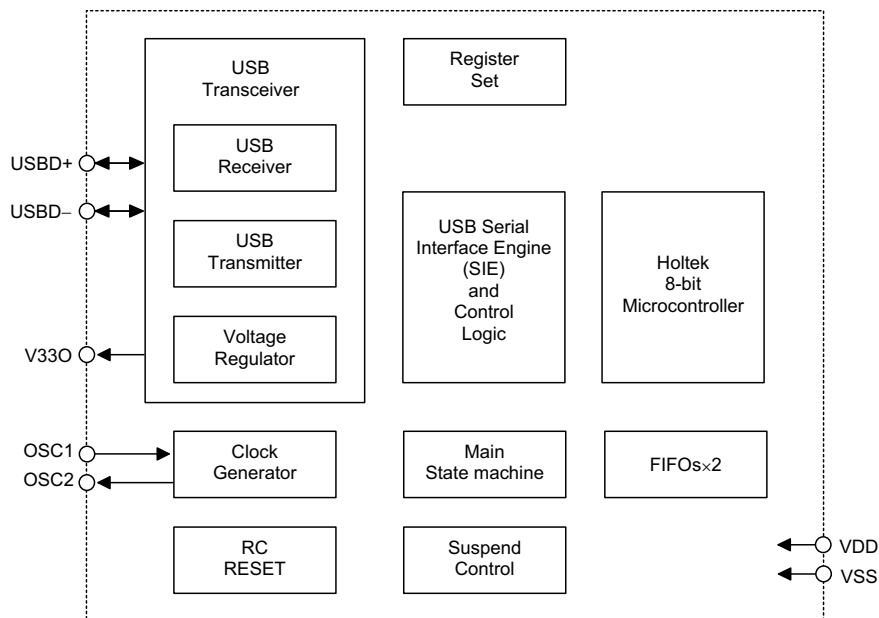 USB
Transceiver
Register
Set
USB
Receiver
USBD+
USBD–
USB
Transmitter
USB Serial
Interface Engine
(SIE)
and
Control
Logic
Holtek
8-bit
Microcontroller
Voltage
Regulator
V33O
OSC1
OSC2
Clock
Generator
Main
State machine
FIFOs×2
RC
RESET
Suspend
Control
VDD
VSS